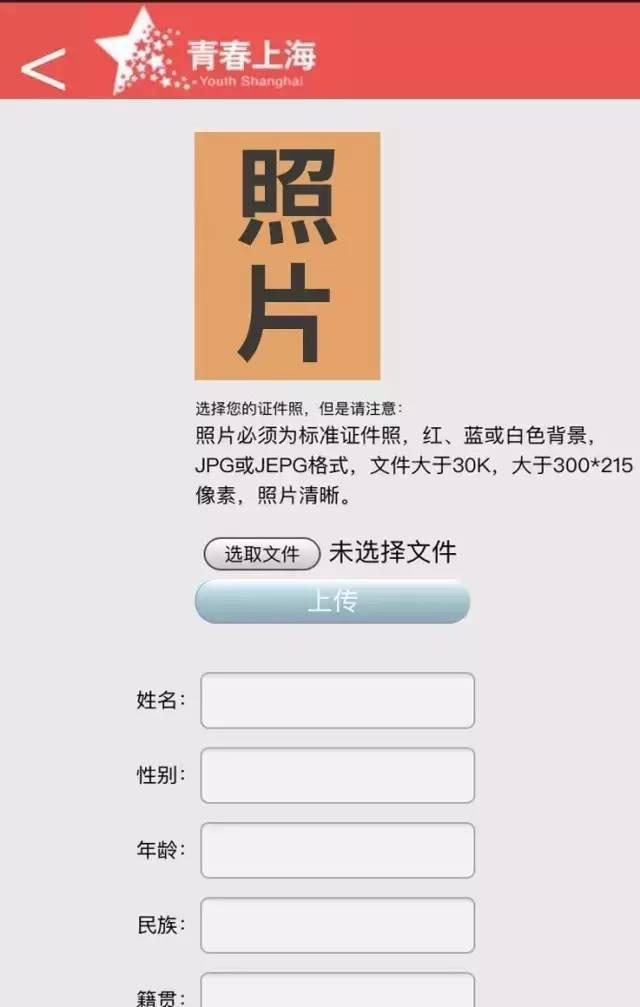 青春上海
Youth Shanghai
照
片
选择您的证件照，但是请注意：
照片必须为标准证件照，红、蓝或白色背景，
JPG或JEPG格式，文件大于30K，大于300*215
像素，照片清晰。
选取文件 未选择文件
上传
姓名：
性别：
年龄：
民族：
籍贯：